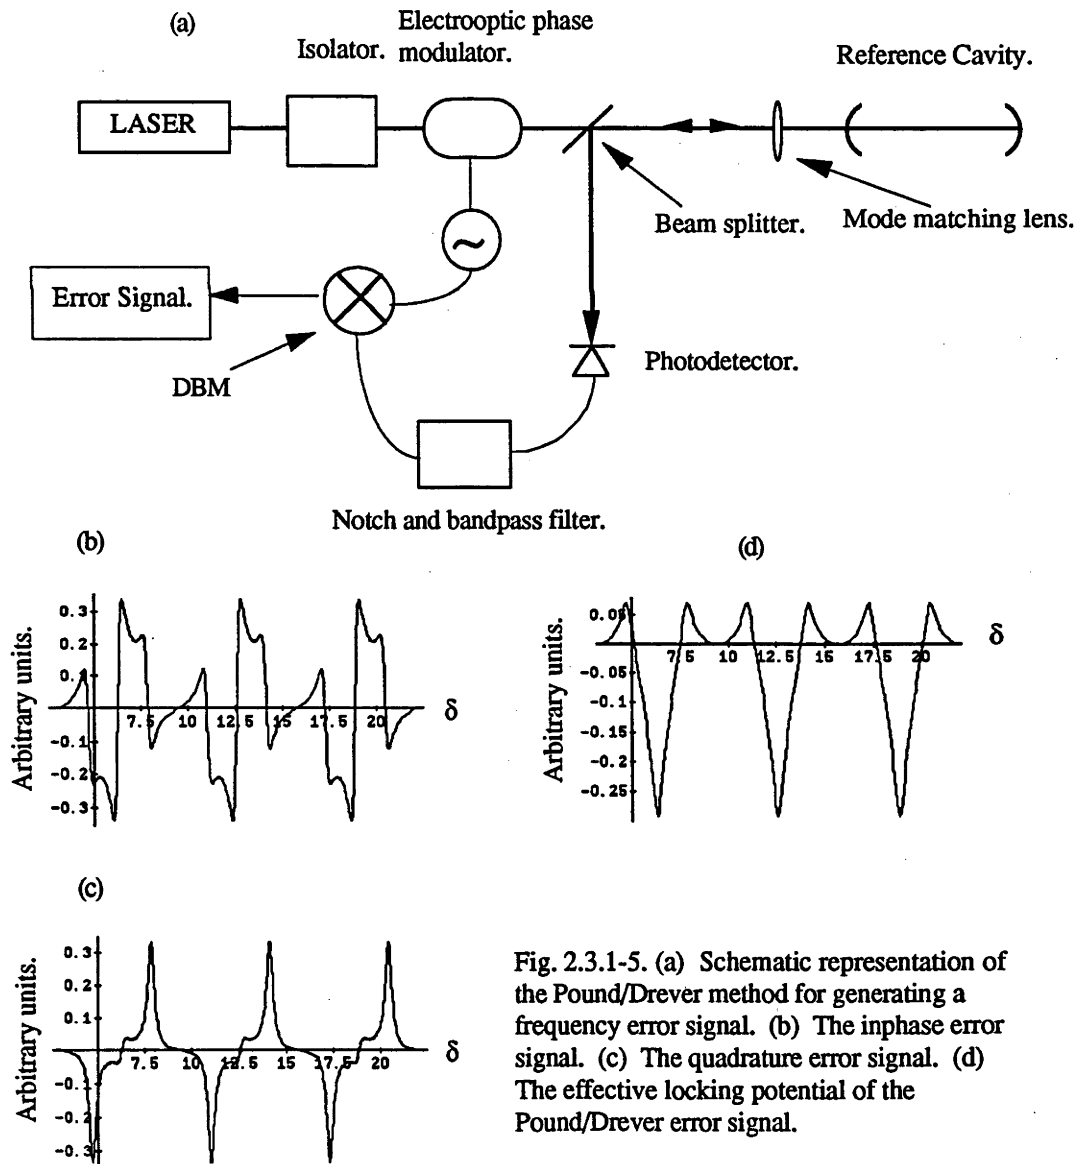 (a)
Electrooptic phase
Isolator. modulator.
Reference Cavity.
LASER
Beam splitter.
Mode matching lens.
~
Error Signal.
DBM
Photodetector.
Notch and bandpass filter.
(b)
Arbitrary units.
0.3
0.2
0.1
-0.1
-0.2
-0.3
7.5 10 12.5 15 17.5 20
δ
(d)
Arbitrary units.
0.05
-0.05
-0.1
-0.15
-0.2
-0.25
7.5 10 12.5 15 17.5 20
δ
(c)
Arbitrary units.
0.3
0.2
0.1
-0.1
-0.2
-0.3
7.5 10 12.5 15 17.5 20
δ
Fig. 2.3.1-5. (a) Schematic representation of
the Pound/Drever method for generating a
frequency error signal. (b) The inphase error
signal. (c) The quadrature error signal. (d)
The effective locking potential of the
Pound/Drever error signal.